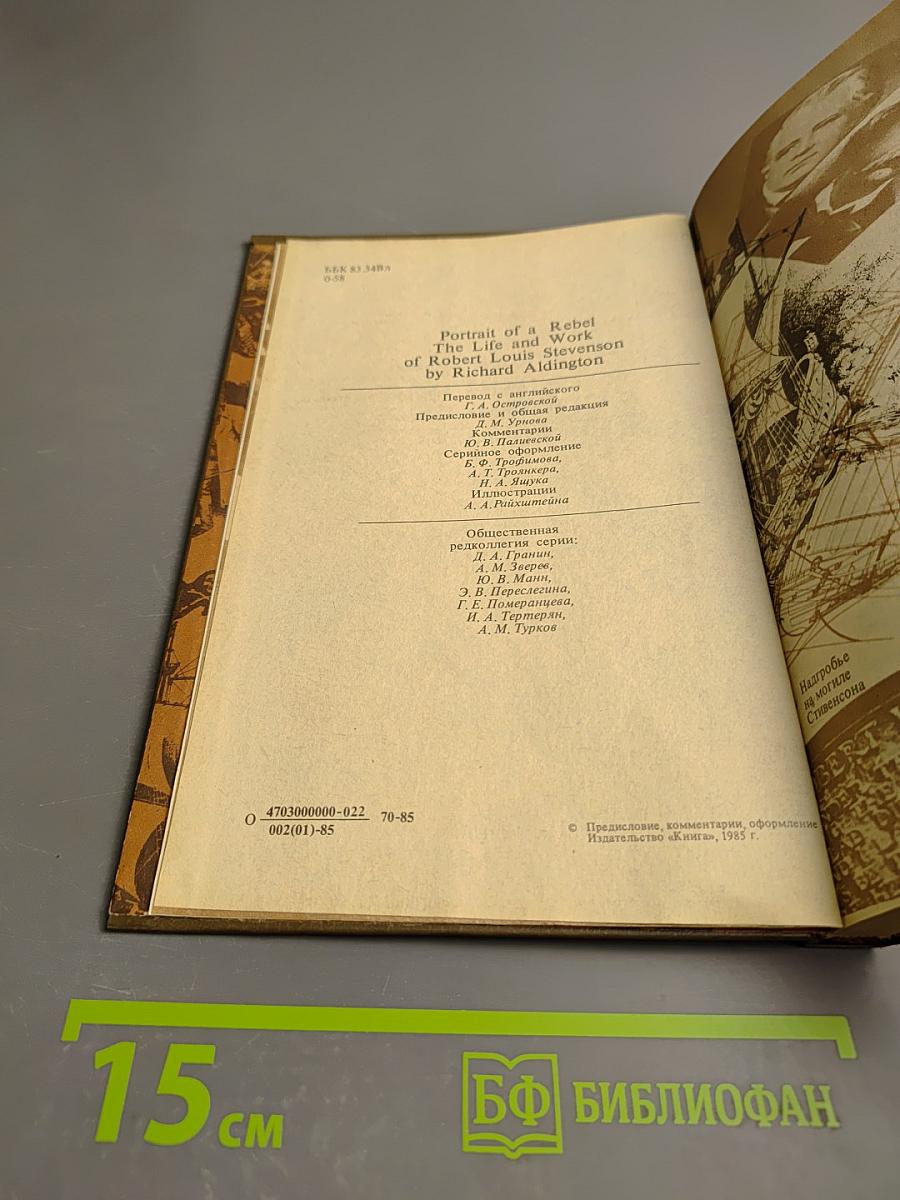 ББК 83.34Вл
0-58
Portrait of a Rebel
The Life and Work
of Robert Louis Stevenson
by Richard Aldington
Перевод с английского
Г. А. Островской
Предисловие и общая редакция
Д. М. Урнова
Комментарии
Ю. В. Палиевской
Серийное оформление
Б. Ф. Трофимова,
А. Т. Троянкера,
Н. А. Ящука
Иллюстрации
А. А. Райхштейна
Общественная
редколлегия серии:
Д. А. Гранин,
А. М. Зверев,
Ю. В. Манн,
Э. В. Переслегина,
Г. Е. Померанцева,
И. А. Тертерян,
А. М. Турков
О 4703000000-022 70-85
002(01)-85
© Предисловие, комментарии, оформление
Издательство «Книга», 1985 г.
Надгробье
на могиле
Стивенсона
15 см
БФ БИБЛИОФАН